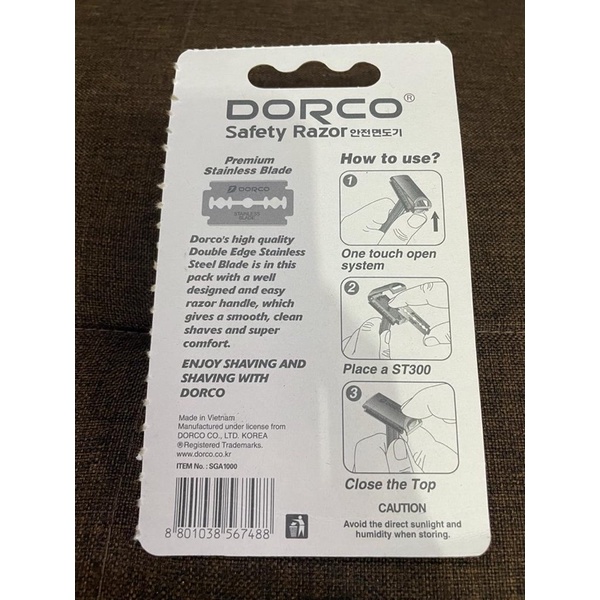 DORCO®
Safety Razor 안전면도기
Premium
Stainless Blade
DORCO
STAINLESS
BLADE
Dorco's high quality
Double Edge Stainless
Steel Blade is in this
pack with a well
designed and easy
razor handle, which
gives a smooth, clean
shaves and super
comfort.
ENJOY SHAVING AND
SHAVING WITH
DORCO
Made in Vietnam
Manufactured under license from
DORCO CO., LTD. KOREA
®Registered Trademarks.
www.dorco.co.kr
ITEM No. : SGA1000
8 801038 567488
How to use?
1
One touch open
system
2
Place a ST300
3
Close the Top
CAUTION
Avoid the direct sunlight and
humidity when storing.